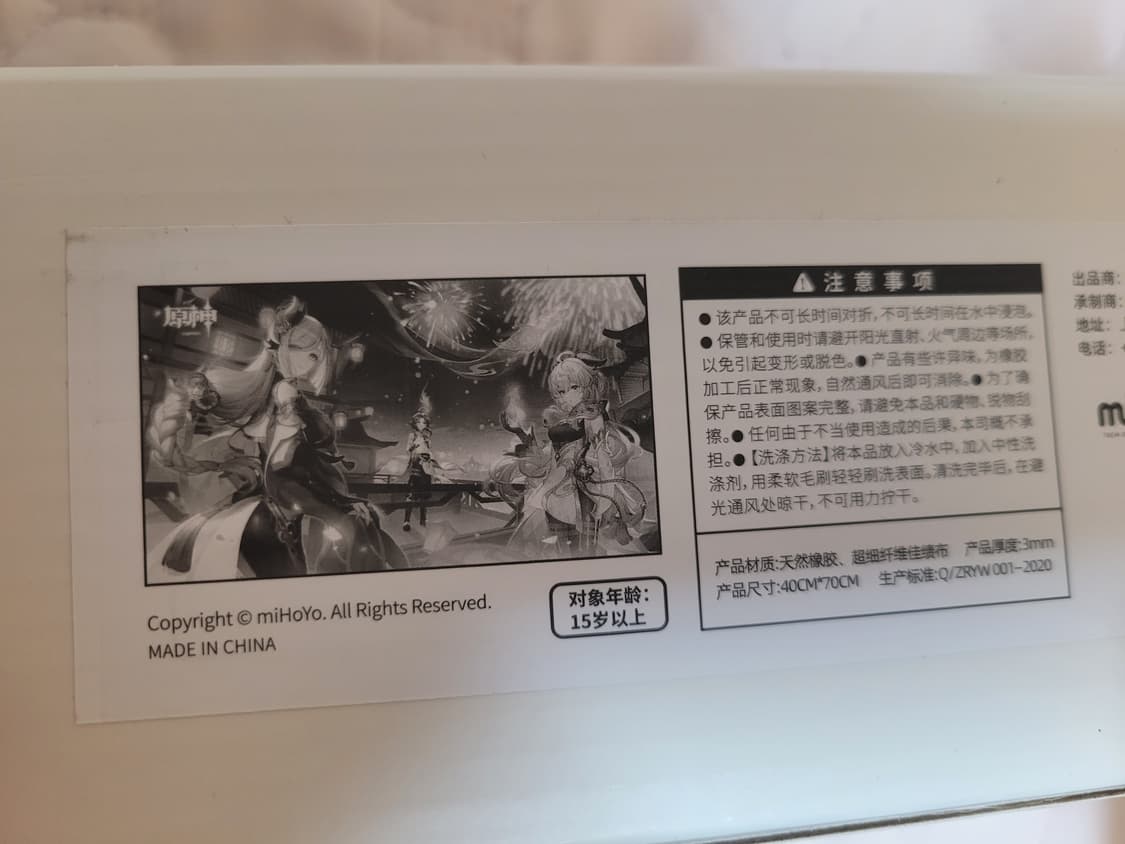 原神
Copyright © miHoYo. All Rights Reserved.
MADE IN CHINA
对象年龄：
15岁以上
注意事项
● 该产品不可长时间对折，不可长时间在水中浸泡。
● 保管和使用时请避开阳光直射、火气周边等场所，
以免引起变形或脱色。● 产品有些许异味，为橡胶
加工后正常现象，自然通风后即可消除。● 为了确
保产品表面图案完整，请避免本品和硬物、锐物刮
擦。● 任何由于不当使用造成的后果，本司概不承
担。●【洗涤方法】将本品放入冷水中，加入中性洗
涤剂，用柔软毛刷轻轻刷洗表面。清洗完毕后，在避
光通风处晾干，不可用力拧干。
产品材质：天然橡胶、超细纤维佳绩布 产品厚度：3mm
产品尺寸：40CM*70CM 生产标准：Q/ZRYW 001-2020
出品商：
承制商：
地址：
电话：